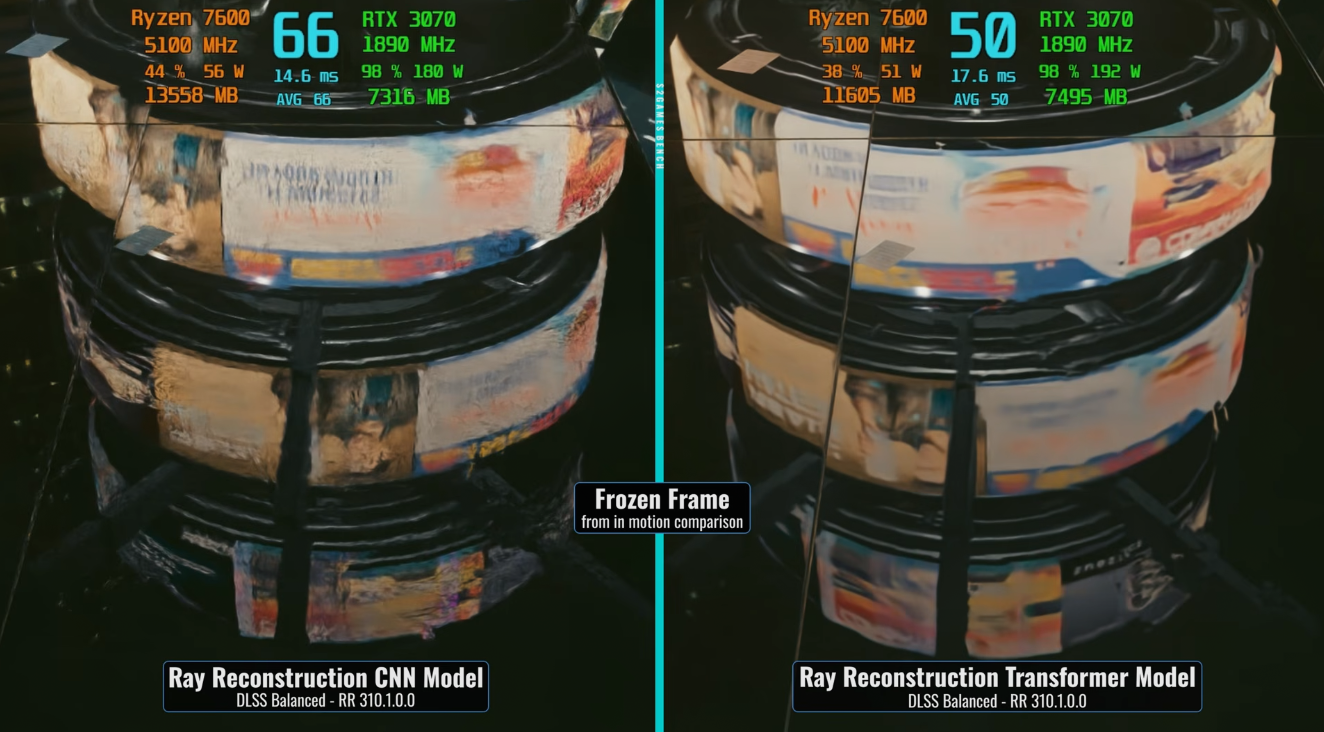 Ryzen 7600
5100 MHz
44 % 56 W
13558 MB
66
14.6 ms
AVG 66
RTX 3070
1890 MHz
98 % 180 W
7316 MB
Ryzen 7600
5100 MHz
38 % 51 W
11605 MB
50
17.6 ms
AVG 50
RTX 3070
1890 MHz
98 % 192 W
7495 MB
S2GAMES BENCH
Frozen Frame
from in motion comparison
Ray Reconstruction CNN Model
DLSS Balanced - RR 310.1.0.0
Ray Reconstruction Transformer Model
DLSS Balanced - RR 310.1.0.0